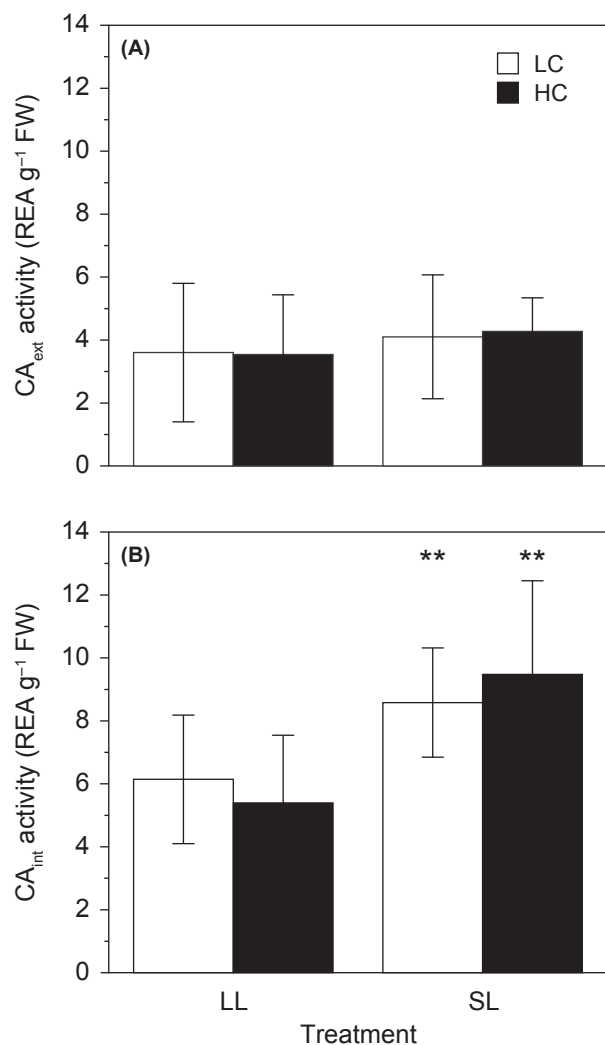 14
(A)
LC
HC
12
10
8
6
4
2
0
CA_ext activity (REA g⁻¹ FW)
14
(B)
** **
12
10
8
6
4
2
0
CA_int activity (REA g⁻¹ FW)
LL SL
Treatment